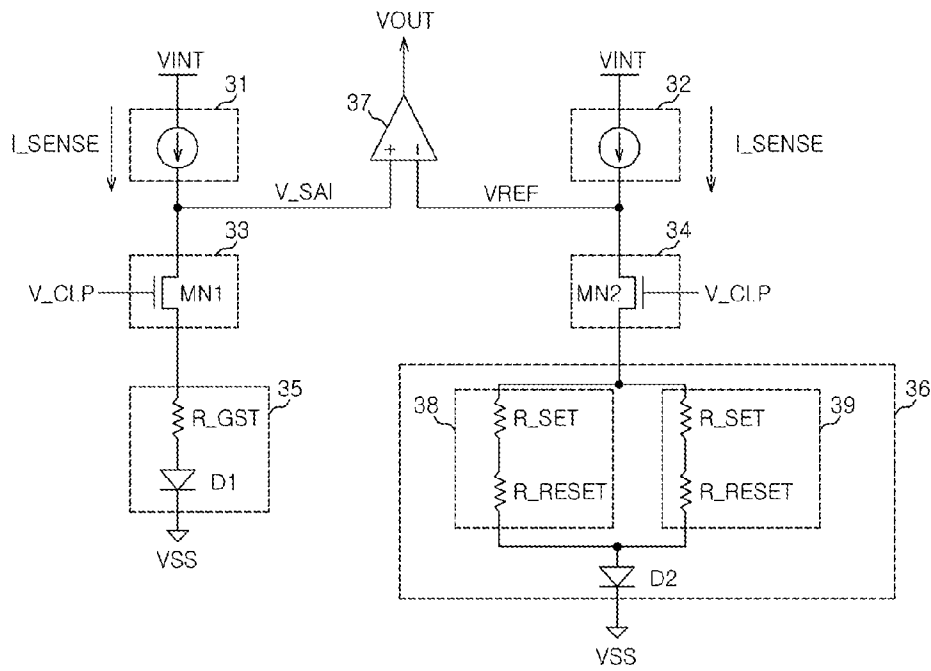 VOUT
VINT
31
37
VINT
32
I_SENSE
I_SENSE
+
-
V_SAI
VREF
33
34
V_CLP
MN1
MN2
V_CLP
35
36
R_GST
D1
VSS
38
R_SET
R_RESET
R_SET
R_RESET
39
D2
VSS